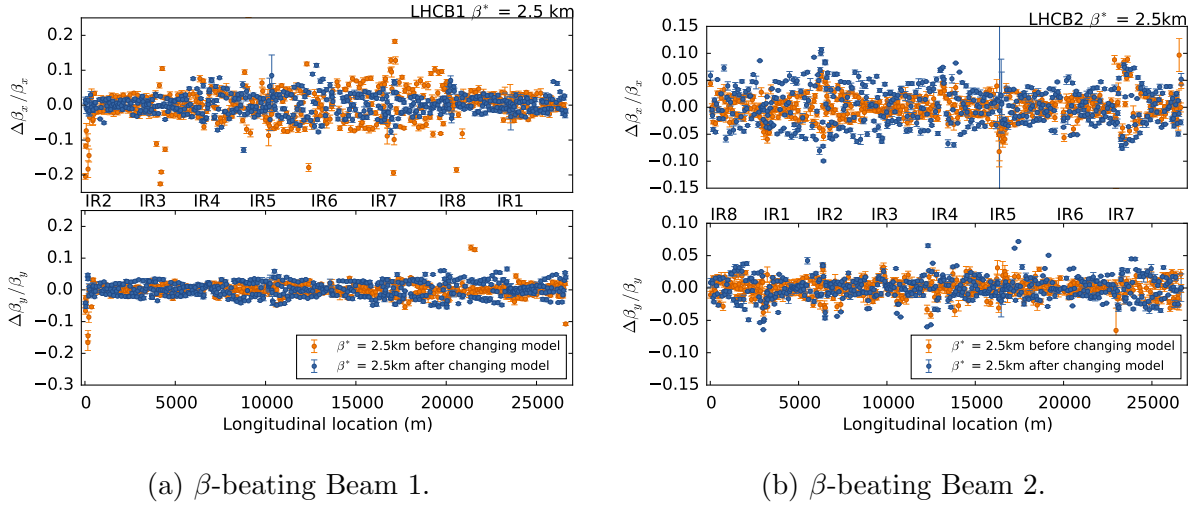 LHCB1 β* = 2.5 km
0.2
0.1
0.0
−0.1
−0.2
Δβx/βx
IR2 IR3 IR4 IR5 IR6 IR7 IR8 IR1
0.2
0.1
0.0
−0.1
−0.2
−0.3
Δβy/βy
β* = 2.5km before changing model
β* = 2.5km after changing model
0 5000 10000 15000 20000 25000
Longitudinal location (m)
(a) β-beating Beam 1.
LHCB2 β* = 2.5km
0.15
0.10
0.05
0.00
−0.05
−0.10
−0.15
Δβx/βx
IR8 IR1 IR2 IR3 IR4 IR5 IR6 IR7
0.10
0.05
0.00
−0.05
−0.10
−0.15
Δβy/βy
β* = 2.5km before changing model
β* = 2.5km after changing model
0 5000 10000 15000 20000 25000
Longitudinal location (m)
(b) β-beating Beam 2.